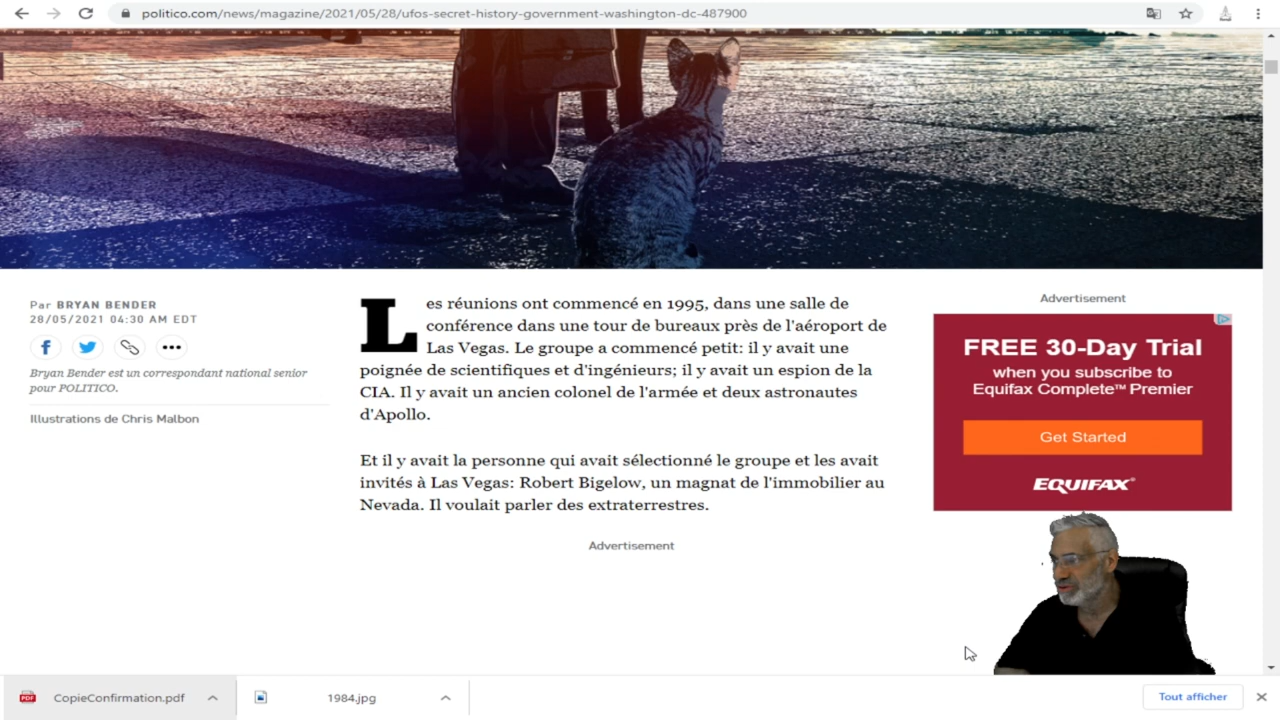 politico.com/news/magazine/2021/05/28/ufos-secret-history-government-washington-dc-487900
Par BRYAN BENDER
28/05/2021 04:30 AM EDT
Bryan Bender est un correspondant national senior
pour POLITICO.
Illustrations de Chris Malbon
Les réunions ont commencé en 1995, dans une salle de
conférence dans une tour de bureaux près de l'aéroport de
Las Vegas. Le groupe a commencé petit: il y avait une
poignée de scientifiques et d'ingénieurs; il y avait un espion de la
CIA. Il y avait un ancien colonel de l'armée et deux astronautes
d'Apollo.
Et il y avait la personne qui avait sélectionné le groupe et les avait
invités à Las Vegas: Robert Bigelow, un magnat de l'immobilier au
Nevada. Il voulait parler des extraterrestres.
Advertisement
Advertisement
FREE 30-Day Trial
when you subscribe to
Equifax Complete™ Premier
Get Started
EQUIFAX®
PDF
CopieConfirmation.pdf
1984.jpg
Tout afficher